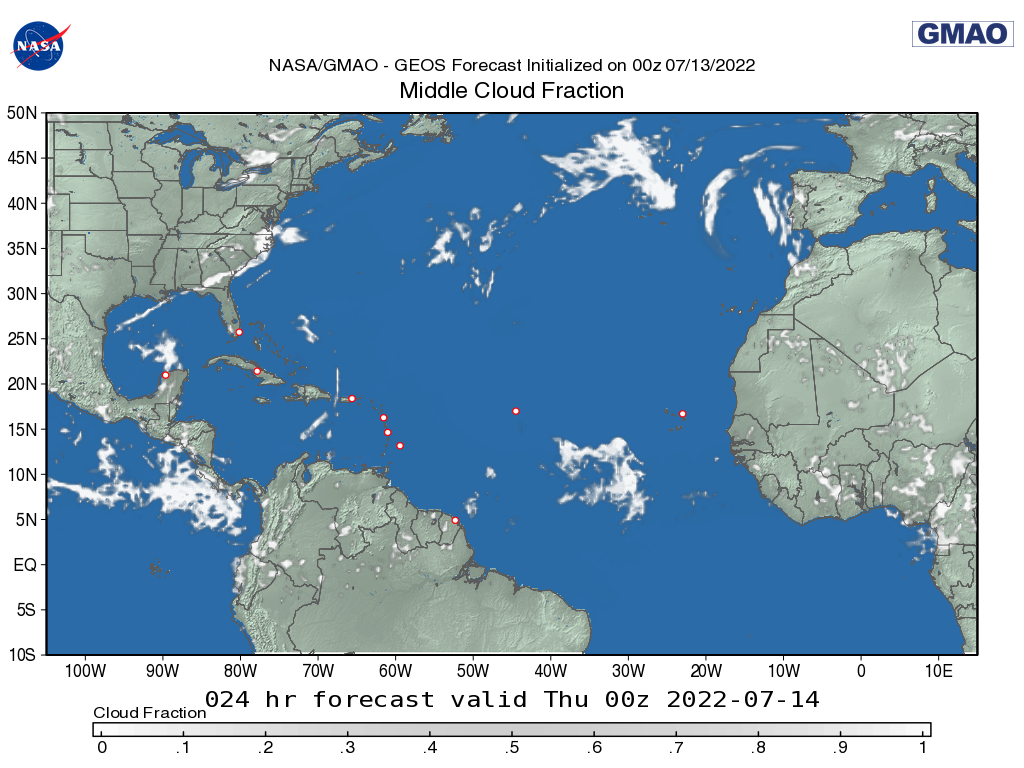 NASA
GMAO
NASA/GMAO - GEOS Forecast Initialized on 00z 07/13/2022
Middle Cloud Fraction
50N
45N
40N
35N
30N
25N
20N
15N
10N
5N
EQ
5S
10S
100W 90W 80W 70W 60W 50W 40W 30W 20W 10W 0 10E
024 hr forecast valid Thu 00z 2022-07-14
Cloud Fraction
0 .1 .2 .3 .4 .5 .6 .7 .8 .9 1